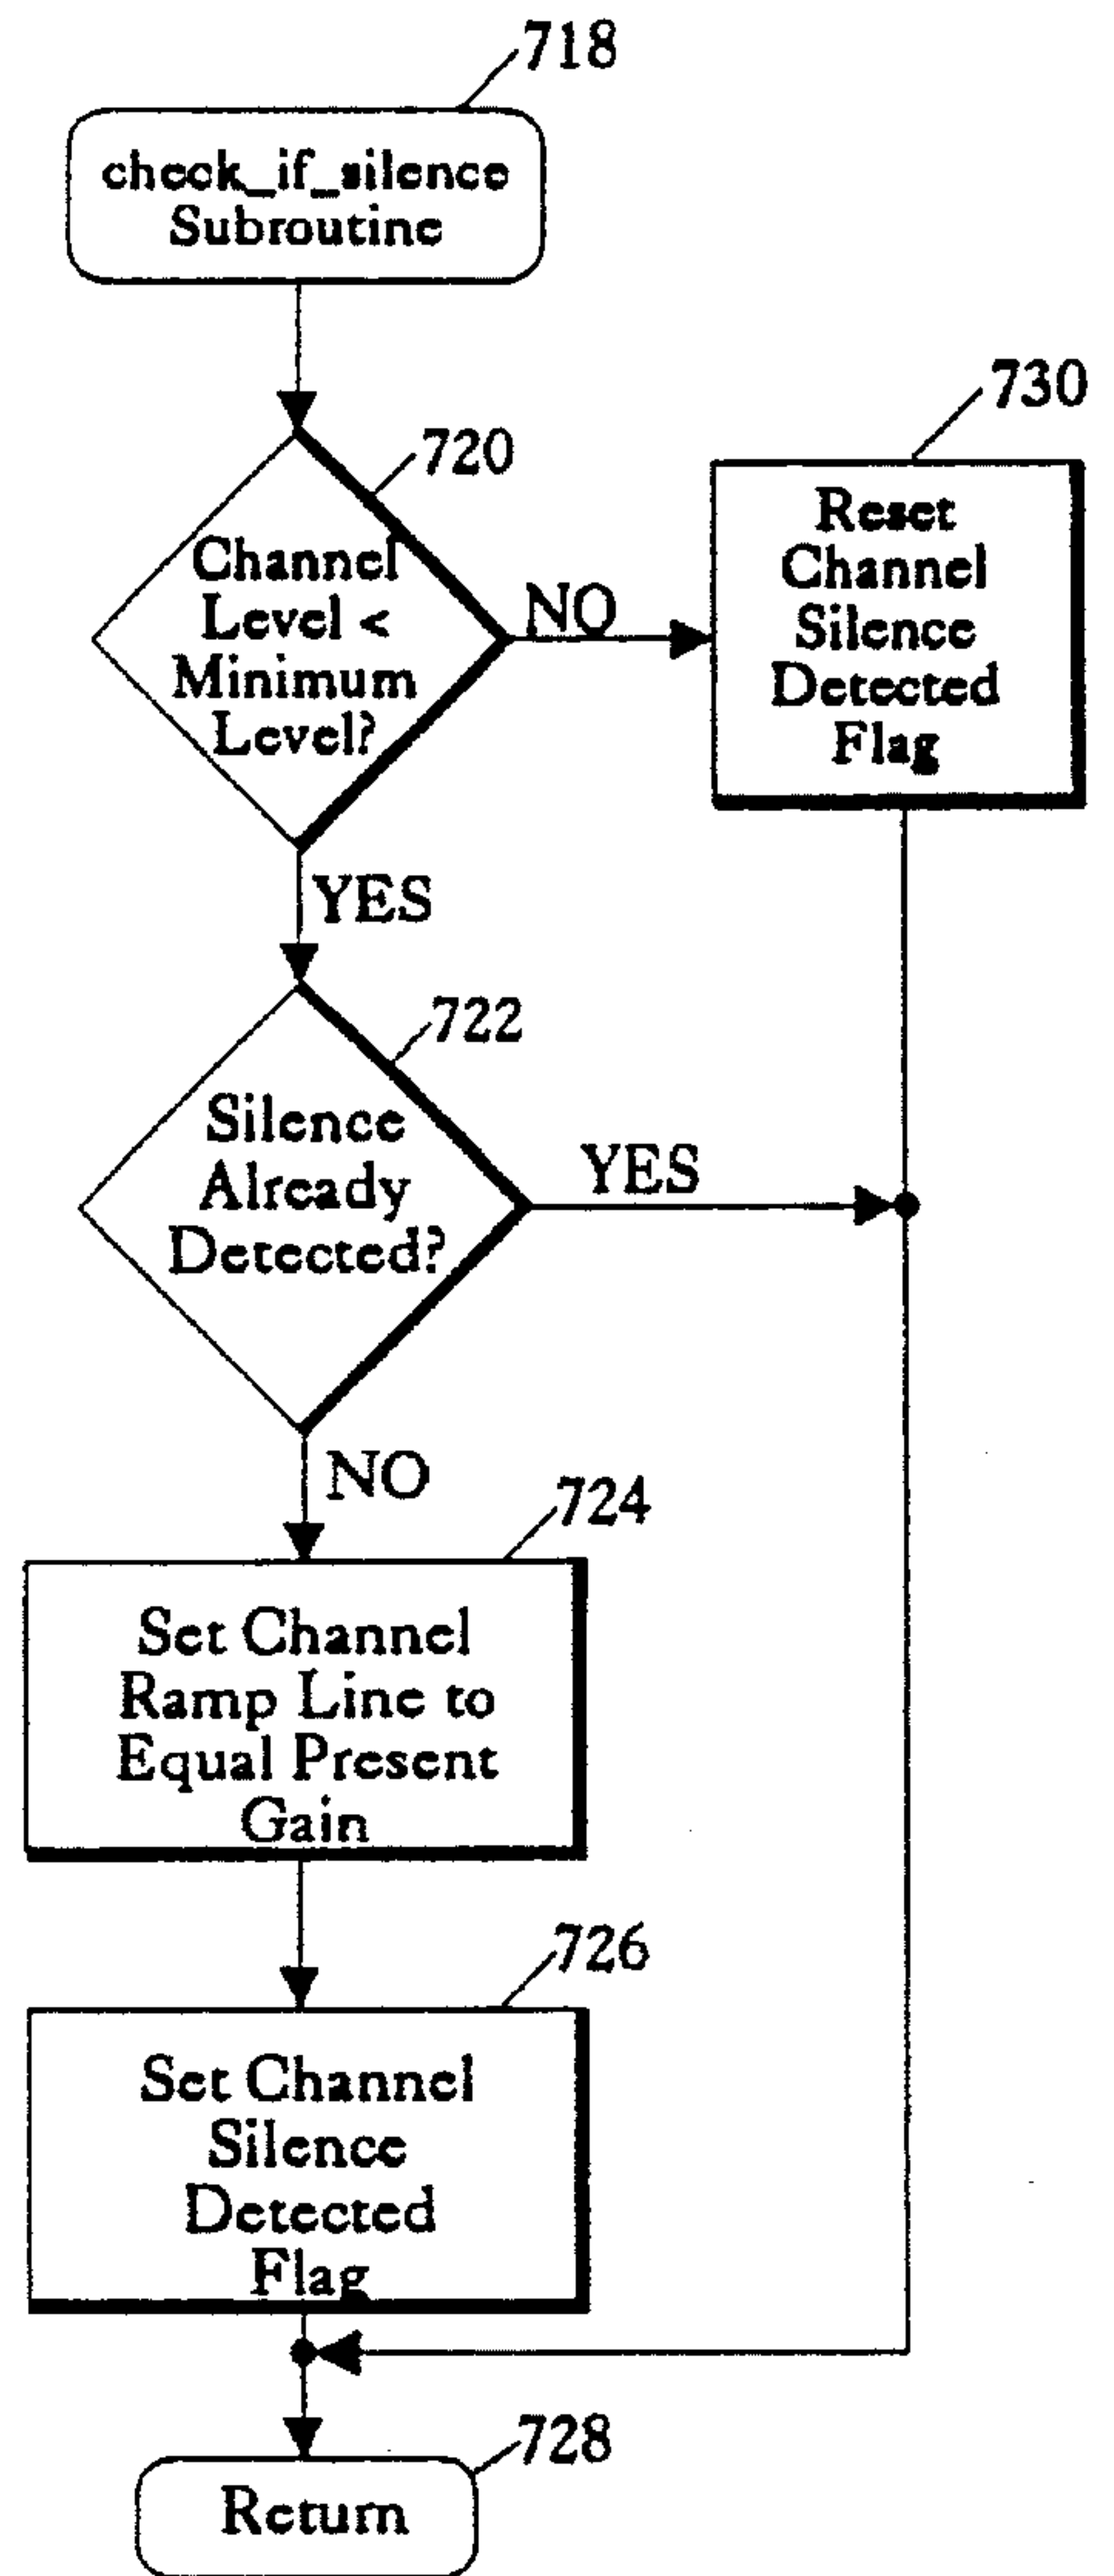 718
check_if_silence
Subroutine
720
Channel
Level <
Minimum
Level?
NO
730
Reset
Channel
Silence
Detected
Flag
YES
722
Silence
Already
Detected?
YES
NO
724
Set Channel
Ramp Line to
Equal Present
Gain
726
Set Channel
Silence
Detected
Flag
728
Return